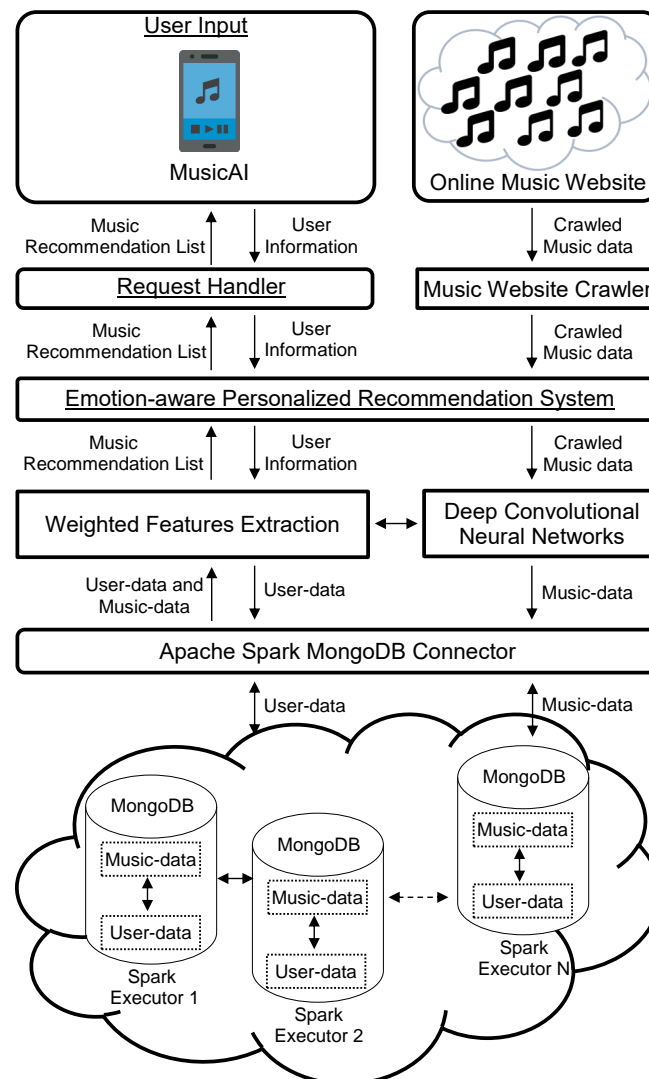 User Input
MusicAI
Online Music Website
Music
Recommendation List
User
Information
Crawled
Music data
Request Handler
Music Website Crawler
Music
Recommendation List
User
Information
Crawled
Music data
Emotion-aware Personalized Recommendation System
Music
Recommendation List
User
Information
Crawled
Music data
Weighted Features Extraction
Deep Convolutional
Neural Networks
User-data and
Music-data
User-data
Music-data
Apache Spark MongoDB Connector
User-data
Music-data
MongoDB
Music-data
User-data
Spark
Executor 1
MongoDB
Music-data
User-data
Spark
Executor 2
MongoDB
Music-data
User-data
Spark
Executor N